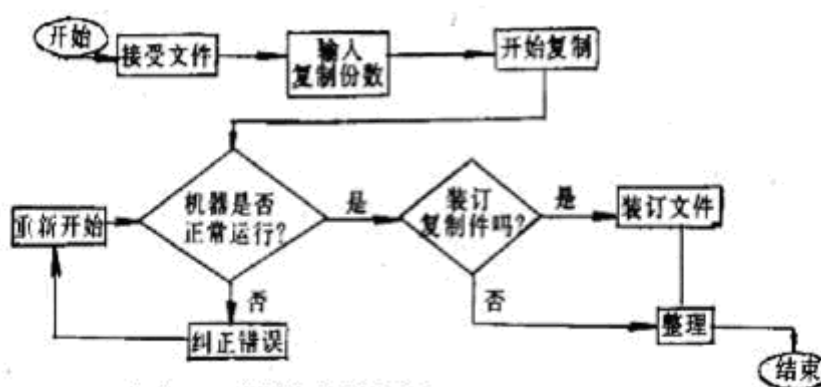 开始
接受文件
输入
复制份数
开始复制
机器是否
正常运行?
是
装订
复制件吗?
是
装订文件
重新开始
否
否
纠正错误
整理
结束